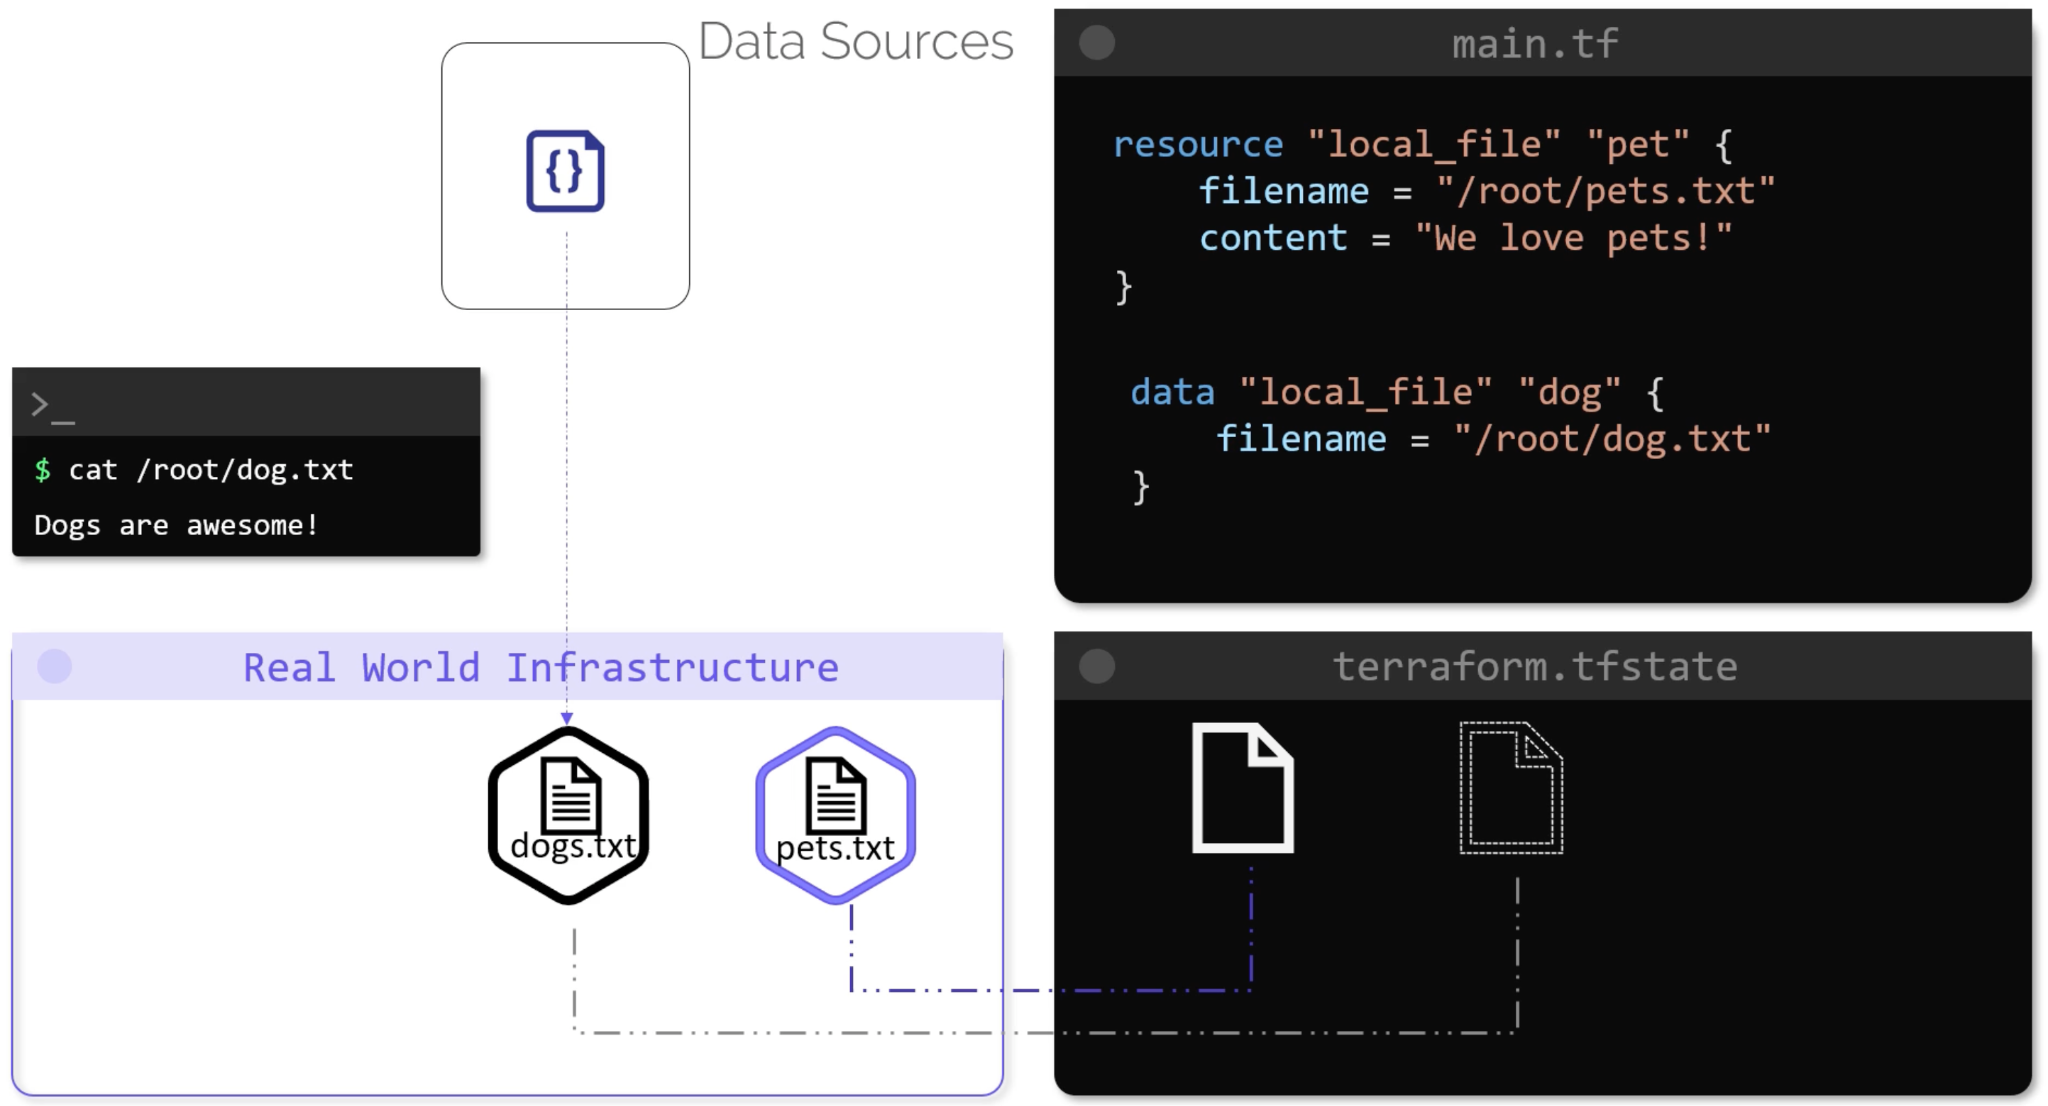 Data Sources
{}
>_
$ cat /root/dog.txt
Dogs are awesome!
main.tf
resource "local_file" "pet" {
filename = "/root/pets.txt"
content = "We love pets!"
}
data "local_file" "dog" {
filename = "/root/dog.txt"
}
Real World Infrastructure
dogs.txt
pets.txt
terraform.tfstate